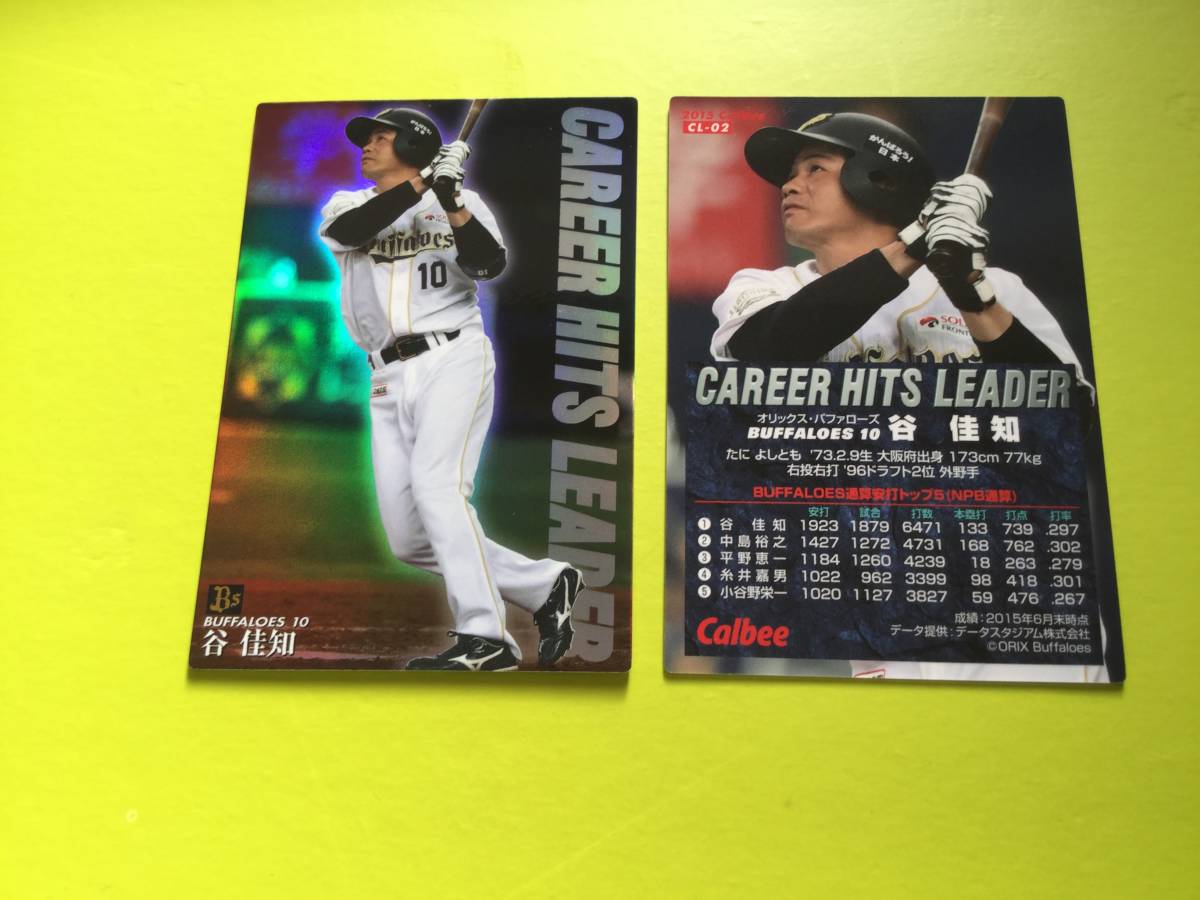 CAREER HITS LEADER
がんばろう!
日本
Buffaloes
10
Bs
BUFFALOES 10
谷 佳知
2015 Calbee
CL-02
がんばろう!
日本
CAREER HITS LEADER
オリックス・バファローズ
BUFFALOES 10 谷 佳知
たに よしとも '73.2.9生 大阪府出身 173cm 77kg
右投右打 '96ドラフト2位 外野手
BUFFALOES通算安打トップ5(NPB通算)
安打 試合 打数 本塁打 打点 打率
① 谷 佳知 1923 1879 6471 133 739 .297
② 中島裕之 1427 1272 4731 168 762 .302
③ 平野恵一 1184 1260 4239 18 263 .279
④ 糸井嘉男 1022 962 3399 98 418 .301
⑤ 小谷野栄一 1020 1127 3827 59 476 .267
Calbee
成績:2015年6月末時点
データ提供:データスタジアム株式会社
©ORIX Buffaloes